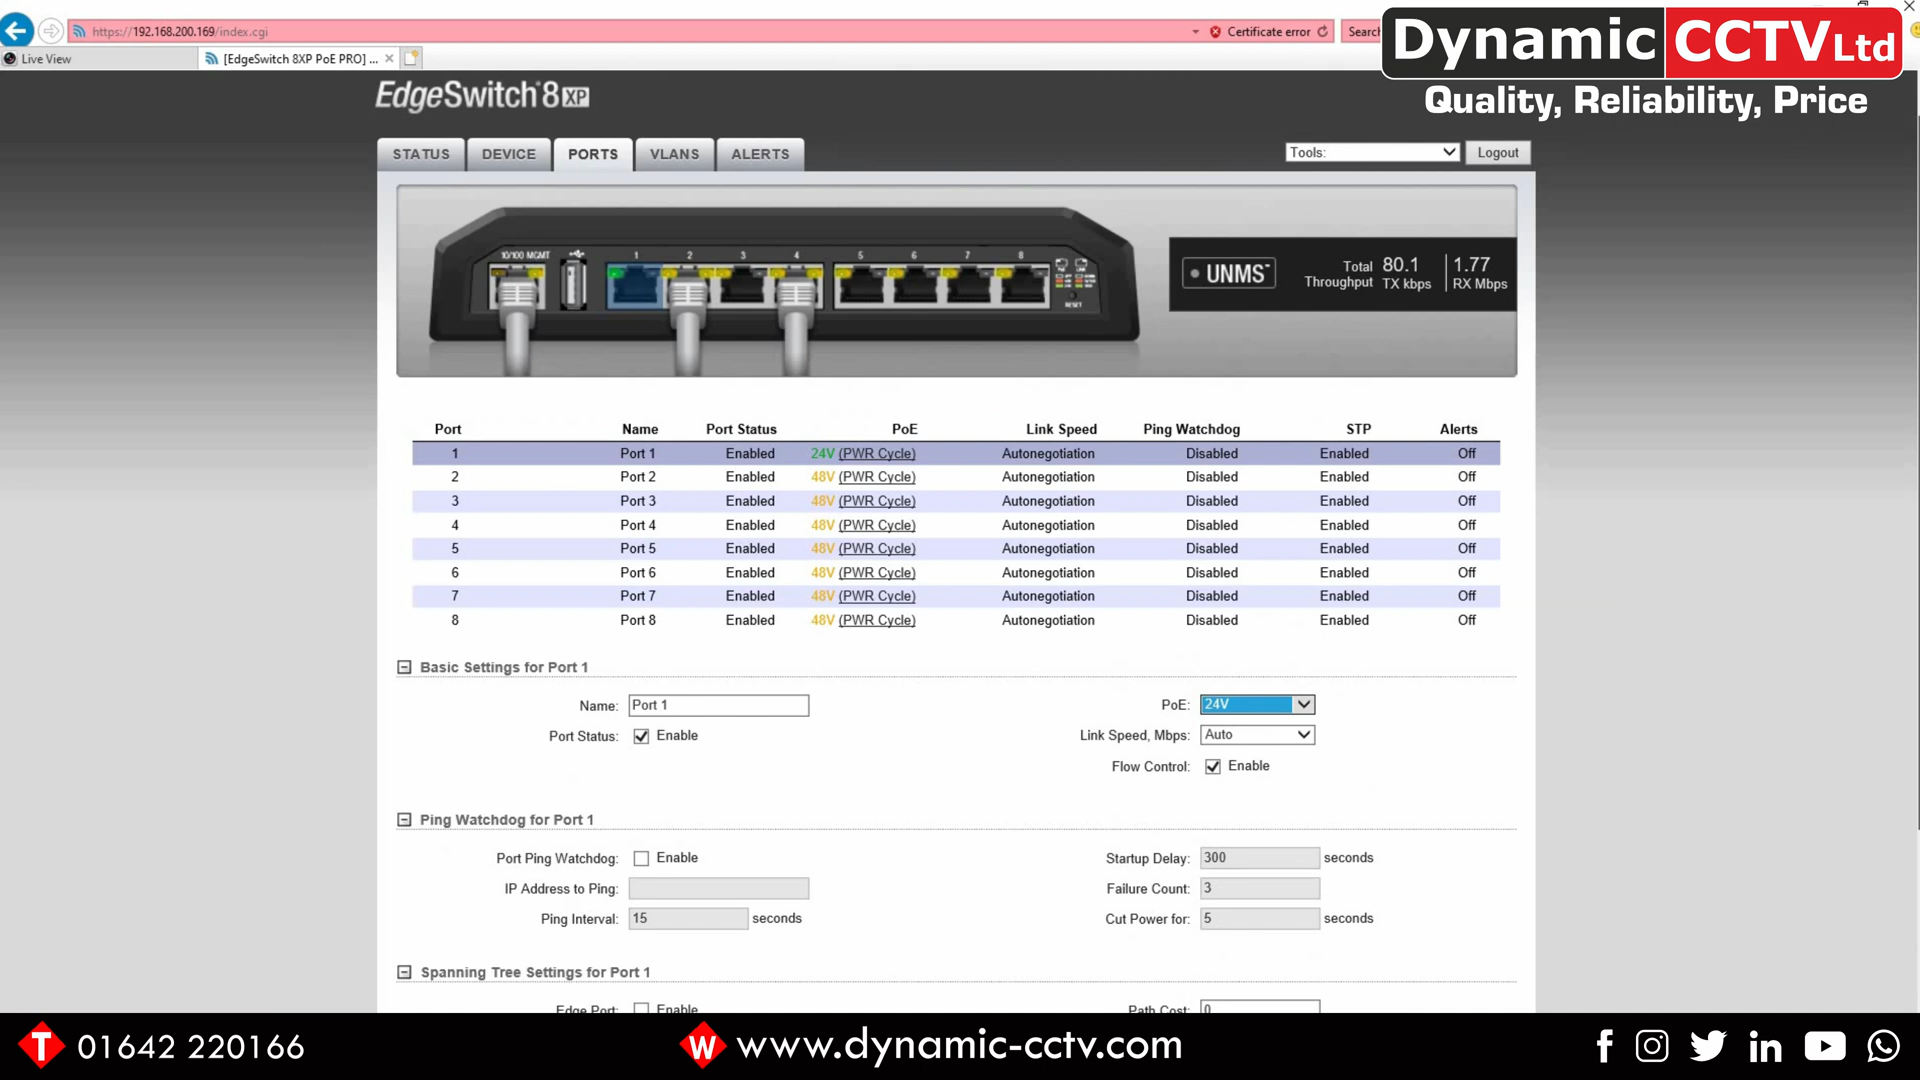 https://192.168.200.169/index.cgi
Certificate error
Search
Live View
[EdgeSwitch 8XP PoE PRO] ...
Dynamic CCTV Ltd
Quality, Reliability, Price
EdgeSwitch 8 XP
STATUS
DEVICE
PORTS
VLANS
ALERTS
Tools:
Logout
10/100 MGMT
1 2 3 4 5 6 7 8
RESET
UNMS™
Total Throughput
80.1 TX kbps
1.77 RX Mbps
Port Name Port Status PoE Link Speed Ping Watchdog STP Alerts
1 Port 1 Enabled 24V (PWR Cycle) Autonegotiation Disabled Enabled Off
2 Port 2 Enabled 48V (PWR Cycle) Autonegotiation Disabled Enabled Off
3 Port 3 Enabled 48V (PWR Cycle) Autonegotiation Disabled Enabled Off
4 Port 4 Enabled 48V (PWR Cycle) Autonegotiation Disabled Enabled Off
5 Port 5 Enabled 48V (PWR Cycle) Autonegotiation Disabled Enabled Off
6 Port 6 Enabled 48V (PWR Cycle) Autonegotiation Disabled Enabled Off
7 Port 7 Enabled 48V (PWR Cycle) Autonegotiation Disabled Enabled Off
8 Port 8 Enabled 48V (PWR Cycle) Autonegotiation Disabled Enabled Off
Basic Settings for Port 1
Name: Port 1 PoE: 24V
Port Status: Enable Link Speed, Mbps: Auto
Flow Control: Enable
Ping Watchdog for Port 1
Port Ping Watchdog: Enable Startup Delay: 300 seconds
IP Address to Ping: Failure Count: 3
Ping Interval: 15 seconds Cut Power for: 5 seconds
Spanning Tree Settings for Port 1
Edge Port: Enable Path Cost: 0
T 01642 220166
W www.dynamic-cctv.com